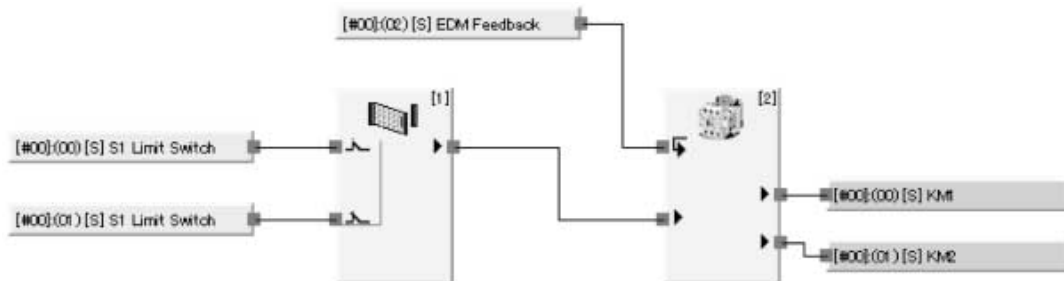 [#00]:(02) [S] EDM Feedback
[1]
[2]
[#00]:(00) [S] S1 Limit Switch
[#00]:(01) [S] S1 Limit Switch
[#00]:(00) [S] KM1
[#00]:(01) [S] KM2